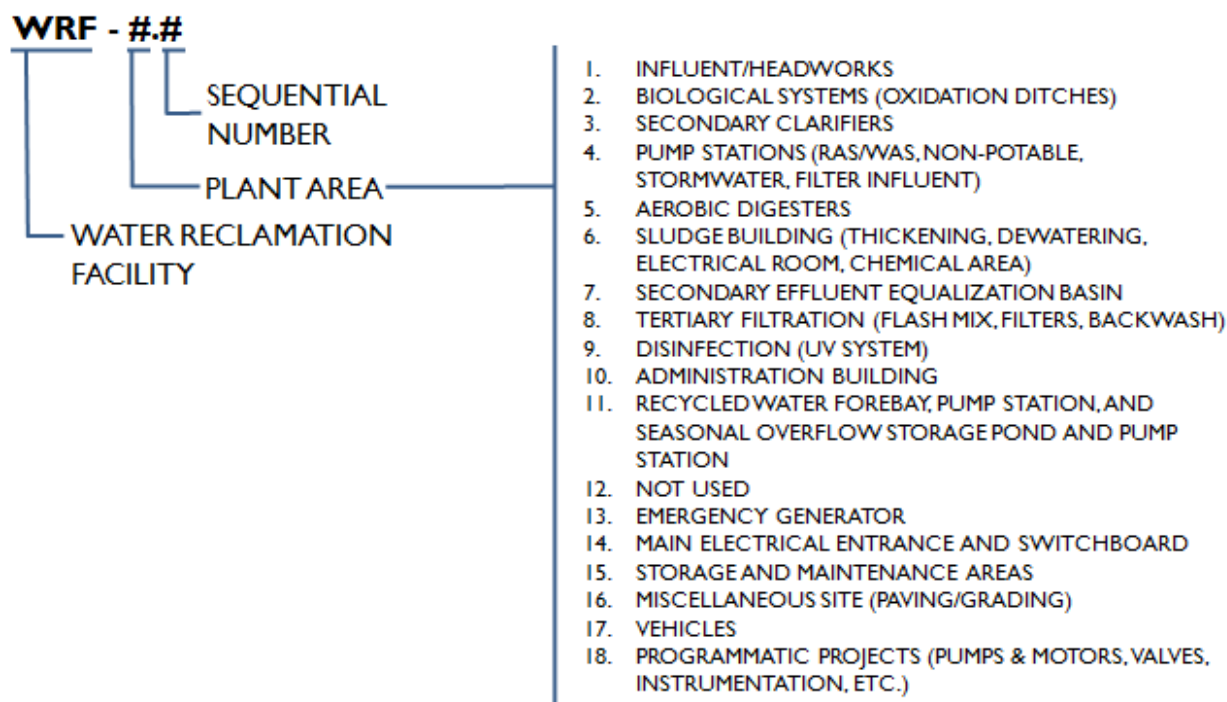 WRF - #.#
SEQUENTIAL
NUMBER
PLANT AREA
WATER RECLAMATION
FACILITY
1. INFLUENT/HEADWORKS
2. BIOLOGICAL SYSTEMS (OXIDATION DITCHES)
3. SECONDARY CLARIFIERS
4. PUMP STATIONS (RAS/WAS, NON-POTABLE,
STORMWATER, FILTER INFLUENT)
5. AEROBIC DIGESTERS
6. SLUDGE BUILDING (THICKENING, DEWATERING,
ELECTRICAL ROOM, CHEMICAL AREA)
7. SECONDARY EFFLUENT EQUALIZATION BASIN
8. TERTIARY FILTRATION (FLASH MIX, FILTERS, BACKWASH)
9. DISINFECTION (UV SYSTEM)
10. ADMINISTRATION BUILDING
11. RECYCLED WATER FOREBAY, PUMP STATION, AND
SEASONAL OVERFLOW STORAGE POND AND PUMP
STATION
12. NOT USED
13. EMERGENCY GENERATOR
14. MAIN ELECTRICAL ENTRANCE AND SWITCHBOARD
15. STORAGE AND MAINTENANCE AREAS
16. MISCELLANEOUS SITE (PAVING/GRADING)
17. VEHICLES
18. PROGRAMMATIC PROJECTS (PUMPS & MOTORS, VALVES,
INSTRUMENTATION, ETC.)